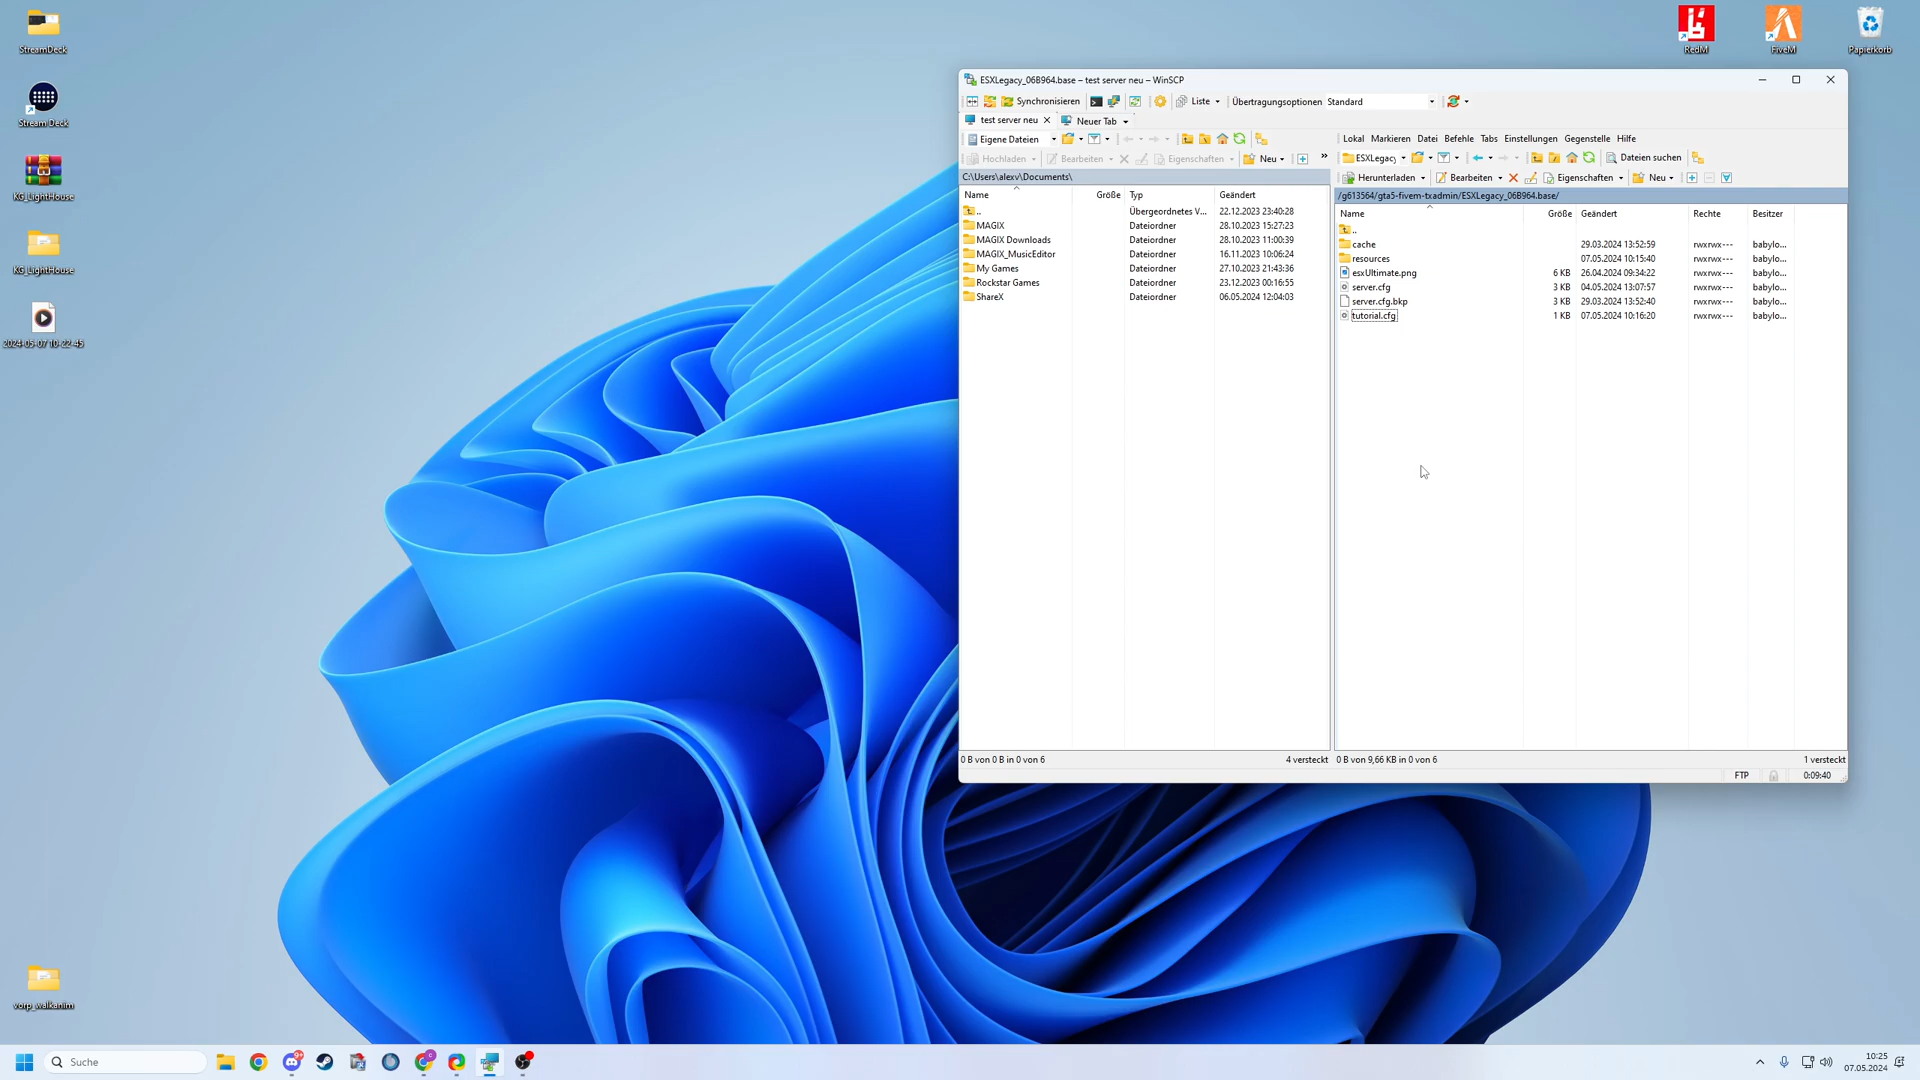 StreamDeck
Stream Deck
KG_LightHouse
KG_LightHouse
2024-05-07 10-22-45
vorp_walkanim
RedM
FiveM
Papierkorb
ESXLegacy_06B964.base – test server neu – WinSCP
Synchronisieren
Liste
Übertragungsoptionen Standard
test server neu
Neuer Tab
Eigene Dateien
Hochladen
Bearbeiten
Eigenschaften
Neu
C:\Users\alexv\Documents\
Name Größe Typ Geändert
.. Übergeordnetes V... 22.12.2023 23:40:28
MAGIX Dateiordner 28.10.2023 15:27:23
MAGIX Downloads Dateiordner 28.10.2023 11:00:39
MAGIX_MusicEditor Dateiordner 16.11.2023 10:06:24
My Games Dateiordner 27.10.2023 21:43:36
Rockstar Games Dateiordner 23.12.2023 00:16:55
ShareX Dateiordner 06.05.2024 12:04:03
0 B von 0 B in 0 von 6 4 versteckt
Lokal Markieren Datei Befehle Tabs Einstellungen Gegenstelle Hilfe
ESXLegacy
Dateien suchen
Herunterladen
Bearbeiten
Eigenschaften
Neu
/g613564/gta5-fivem-txadmin/ESXLegacy_06B964.base/
Name Größe Geändert Rechte Besitzer
..
cache 29.03.2024 13:52:59 rwxrwx--- babylo...
resources 07.05.2024 10:15:40 rwxrwx--- babylo...
esxUltimate.png 6 KB 26.04.2024 09:34:22 rwxrwx--- babylo...
server.cfg 3 KB 04.05.2024 13:07:57 rwxrwx--- babylo...
server.cfg.bkp 3 KB 29.03.2024 13:52:40 rwxrwx--- babylo...
tutorial.cfg 1 KB 07.05.2024 10:16:20 rwxrwx--- babylo...
0 B von 9,66 KB in 0 von 6 1 versteckt
FTP 0:09:40
Suche
9+
10:25
07.05.2024